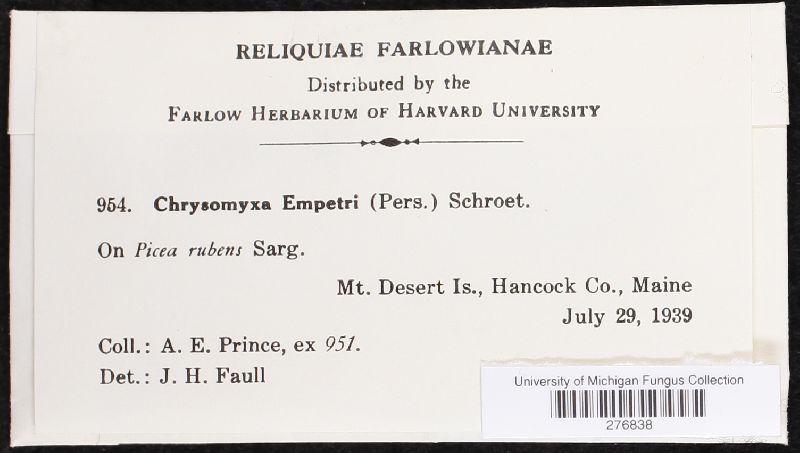 RELIQUIAE FARLOWIANAE
Distributed by the
FARLOW HERBARIUM OF HARVARD UNIVERSITY
954. Chrysomyxa Empetri (Pers.) Schroet.
On Picea rubens Sarg.
Mt. Desert Is., Hancock Co., Maine
July 29, 1939
Coll.: A. E. Prince, ex 951.
Det.: J. H. Faull
University of Michigan Fungus Collection
276838